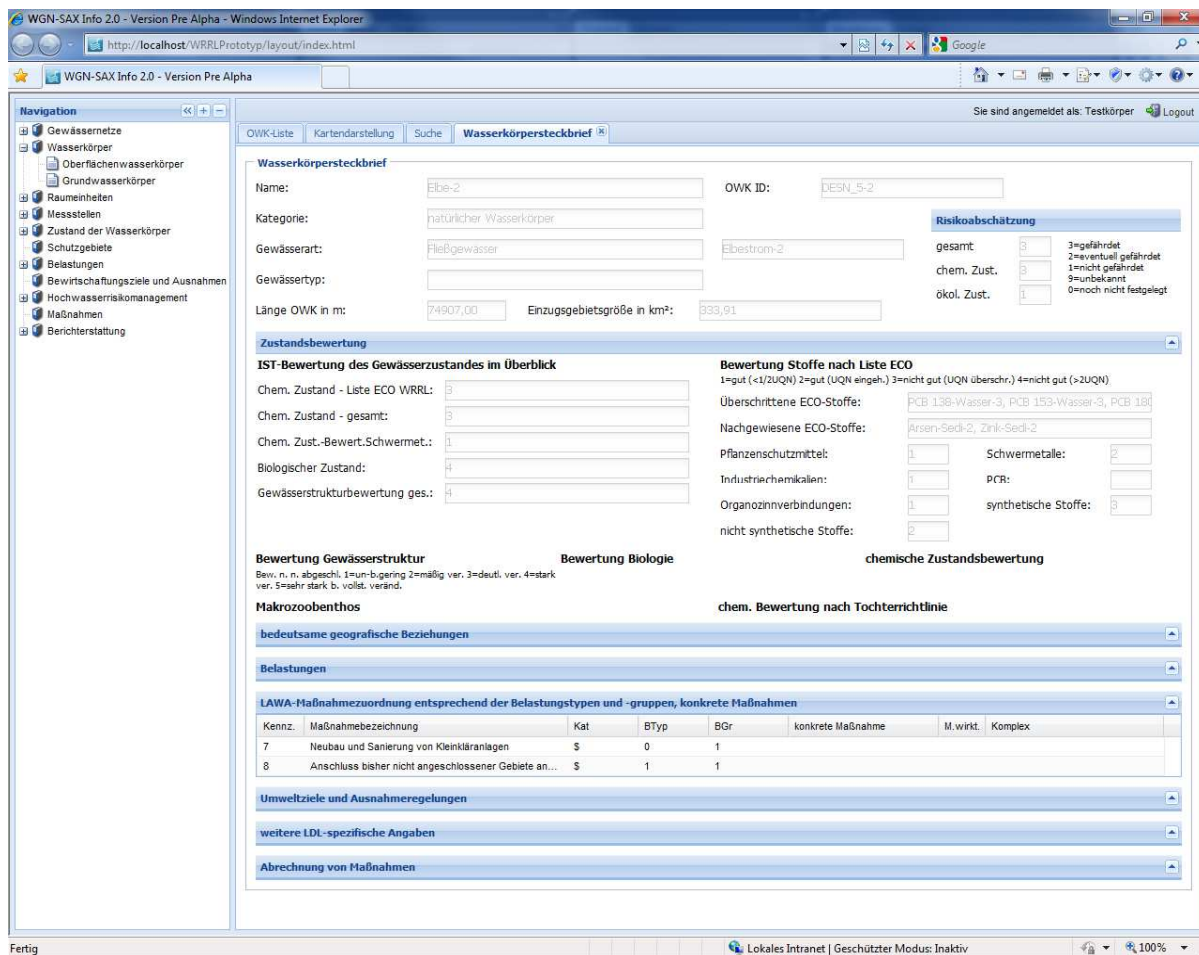 WGN-SAX Info 2.0 - Version Pre Alpha - Windows Internet Explorer
http://localhost/WRRLPrototyp/layout/index.html
Google
WGN-SAX Info 2.0 - Version Pre Alpha
Navigation
Gewässernetze
Wasserkörper
Oberflächenwasserkörper
Grundwasserkörper
Raumeinheiten
Messstellen
Zustand der Wasserkörper
Schutzgebiete
Belastungen
Bewirtschaftungsziele und Ausnahmen
Hochwasserrisikomanagement
Maßnahmen
Berichterstattung
Sie sind angemeldet als: Testkörper Logout
OWK-Liste Kartendarstellung Suche Wasserkörpersteckbrief
Wasserkörpersteckbrief
Name: Elbe-2 OWK ID: DESN_5-2
Kategorie: natürlicher Wasserkörper
Gewässerart: Fließgewässer Elbestrom-2
Gewässertyp:
Länge OWK in m: 74907,00 Einzugsgebietsgröße in km²: 333,91
Risikoabschätzung
gesamt 3
chem. Zust. 3
ökol. Zust. 1
3=gefährdet
2=eventuell gefährdet
1=nicht gefährdet
9=unbekannt
0=noch nicht festgelegt
Zustandsbewertung
IST-Bewertung des Gewässerzustandes im Überblick
Chem. Zustand - Liste ECO WRRL: 3
Chem. Zustand - gesamt: 3
Chem. Zust.-Bewert.Schwermet.: 1
Biologischer Zustand: 4
Gewässerstrukturbewertung ges.: 4
Bewertung Stoffe nach Liste ECO
1=gut (<1/2UQN) 2=gut (UQN eingeh.) 3=nicht gut (UQN überschr.) 4=nicht gut (>2UQN)
Überschrittene ECO-Stoffe: PCB 138-Wasser-3, PCB 153-Wasser-3, PCB 180
Nachgewiesene ECO-Stoffe: Arsen-Sedi-2, Zink-Sedi-2
Pflanzenschutzmittel: 1 Schwermetalle: 2
Industriechemikalien: 1 PCB:
Organozinnverbindungen: 1 synthetische Stoffe: 3
nicht synthetische Stoffe: 2
Bewertung Gewässerstruktur
Bew. n. n. abgeschl. 1=un-b.gering 2=mäßig ver. 3=deutl. ver. 4=stark
ver. 5=sehr stark b. vollst. veränd.
Bewertung Biologie
chemische Zustandsbewertung
Makrozoobenthos
chem. Bewertung nach Tochterrichtlinie
bedeutsame geografische Beziehungen
Belastungen
LAWA-Maßnahmezuordnung entsprechend der Belastungstypen und -gruppen, konkrete Maßnahmen
Kennz. Maßnahmebezeichnung Kat BTyp BGr konkrete Maßnahme M.wirkt. Komplex
7 Neubau und Sanierung von Kleinkläranlagen $ 0 1
8 Anschluss bisher nicht angeschlossener Gebiete an... $ 1 1
Umweltziele und Ausnahmeregelungen
weitere LDL-spezifische Angaben
Abrechnung von Maßnahmen
Fertig
Lokales Intranet | Geschützter Modus: Inaktiv
100%